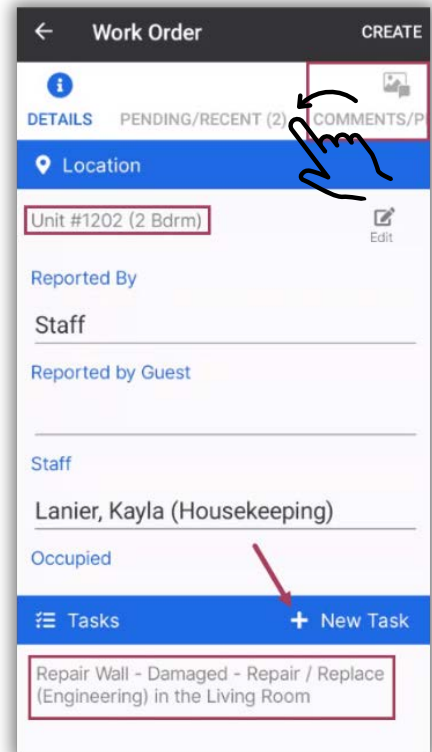 Work Order CREATE
DETAILS PENDING/RECENT (2) COMMENTS/P
Location
Unit #1202 (2 Bdrm)
Edit
Reported By
Staff
Reported by Guest
Staff
Lanier, Kayla (Housekeeping)
Occupied
Tasks + New Task
Repair Wall - Damaged - Repair / Replace
(Engineering) in the Living Room